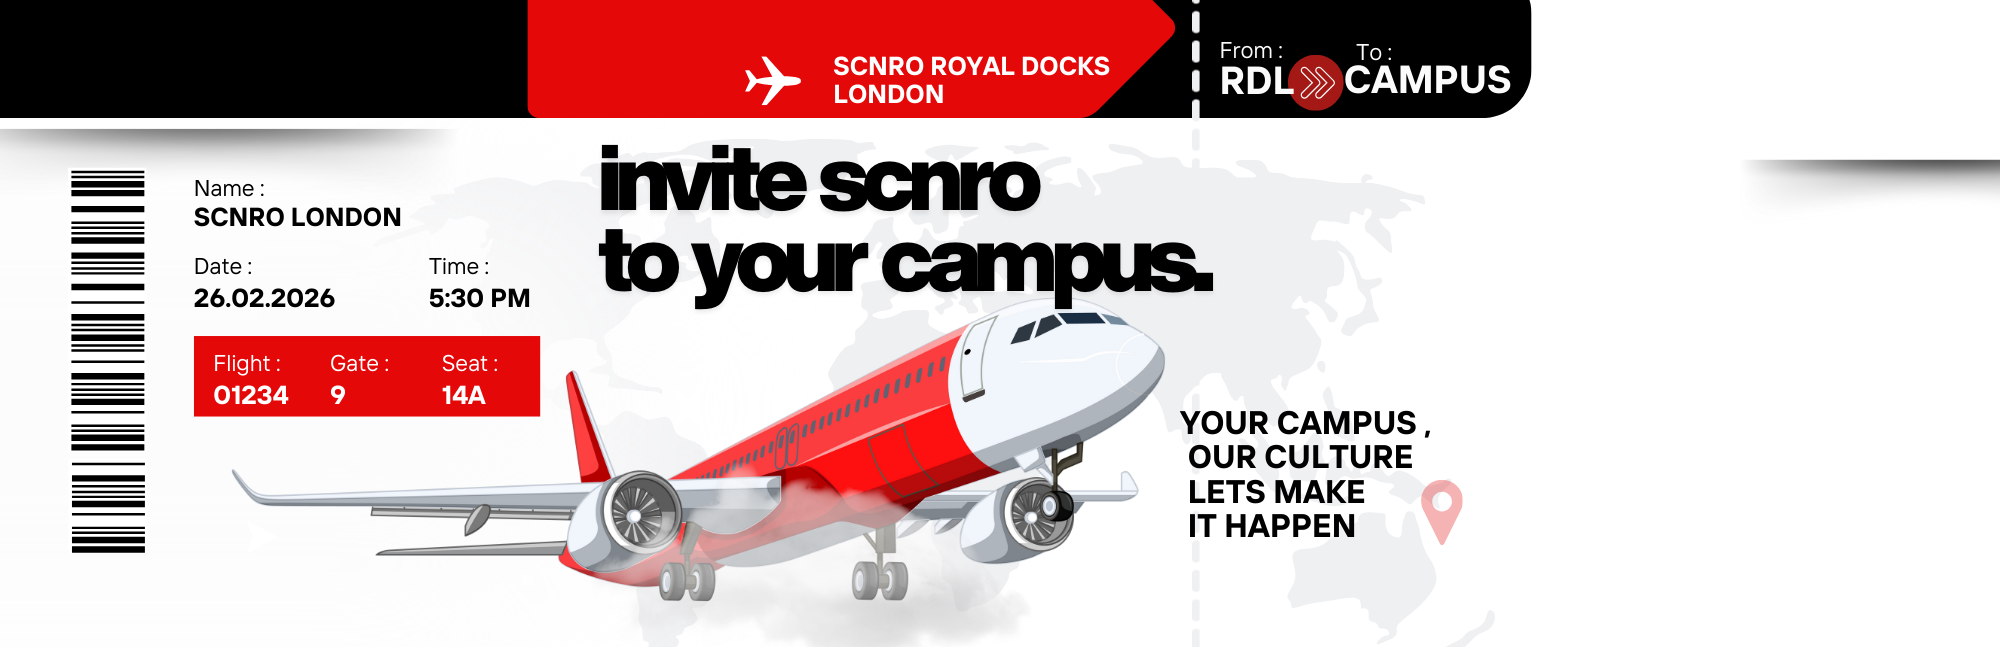 SCNRO ROYAL DOCKS
LONDON
From :
To :
RDL
CAMPUS
invite scnro
to your campus.
Name :
SCNRO LONDON
Date :
Time :
26.02.2026
5:30 PM
Flight :
Gate :
Seat :
01234
9
14A
YOUR CAMPUS ,
OUR CULTURE
LETS MAKE
IT HAPPEN